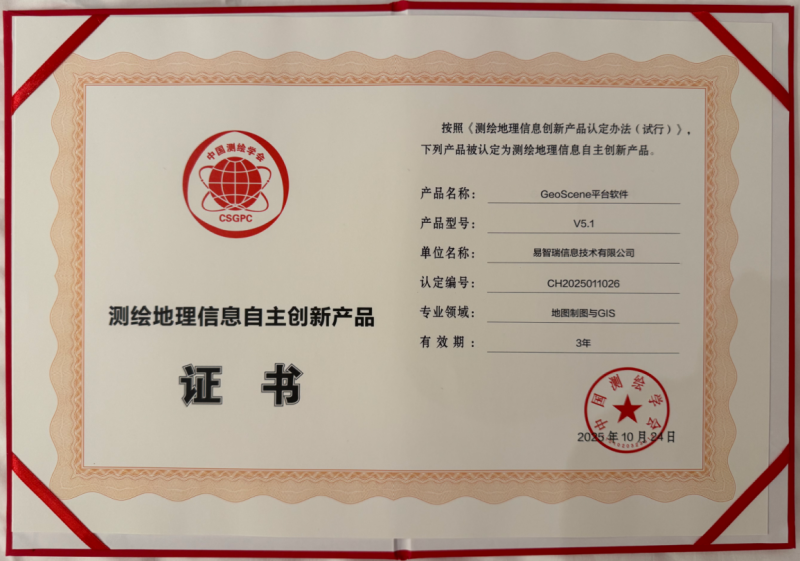 中国测绘学会
CSGPC
测绘地理信息自主创新产品
证书
按照《测绘地理信息创新产品认定办法（试行）》，
下列产品被认定为测绘地理信息自主创新产品。
产品名称： GeoScene平台软件
产品型号： V5.1
单位名称： 易智瑞信息技术有限公司
认定编号： CH2025011026
专业领域： 地图制图与GIS
有效期： 3年
中国测绘学会
2025年10月24日